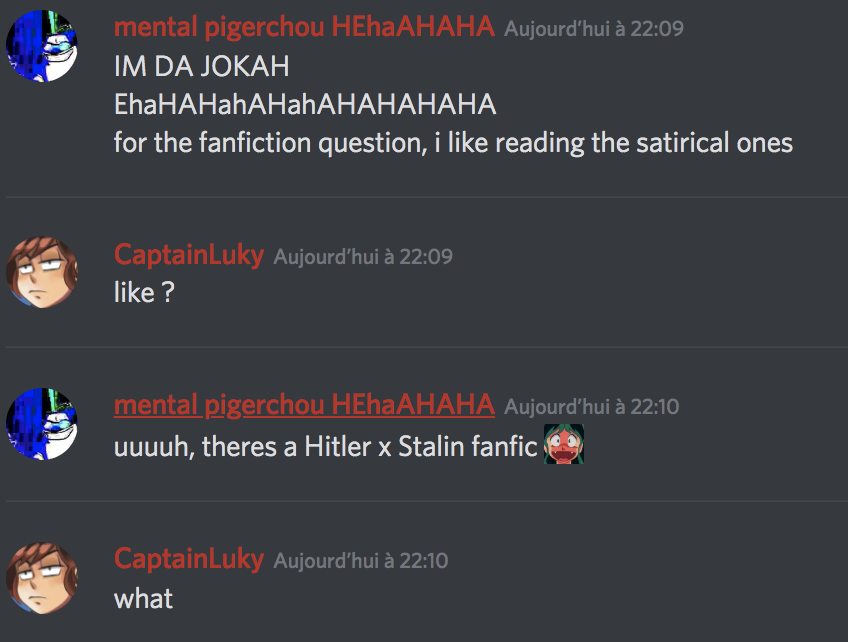 mental pigerchou HEhaAHAHA Aujourd’hui à 22:09
IM DA JOKAH
EhaHAHahAHahAHAHAHAHA
for the fanfiction question, i like reading the satirical ones
CaptainLuky Aujourd’hui à 22:09
like ?
mental pigerchou HEhaAHAHA Aujourd’hui à 22:10
uuuuh, theres a Hitler x Stalin fanfic
CaptainLuky Aujourd’hui à 22:10
what